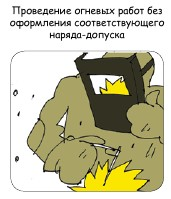 Проведение огневых работ без
оформления соответствующего
наряда-допуска